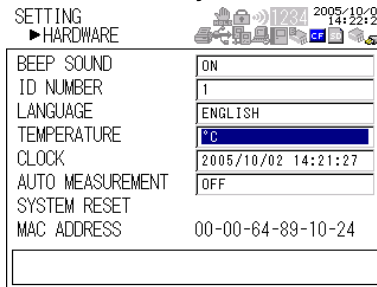 SETTING
►HARDWARE
1234
2005/10/0
14:22:2
CF
BEEP SOUND ON
ID NUMBER 1
LANGUAGE ENGLISH
TEMPERATURE °C
CLOCK 2005/10/02 14:21:27
AUTO MEASUREMENT OFF
SYSTEM RESET
MAC ADDRESS 00-00-64-89-10-24